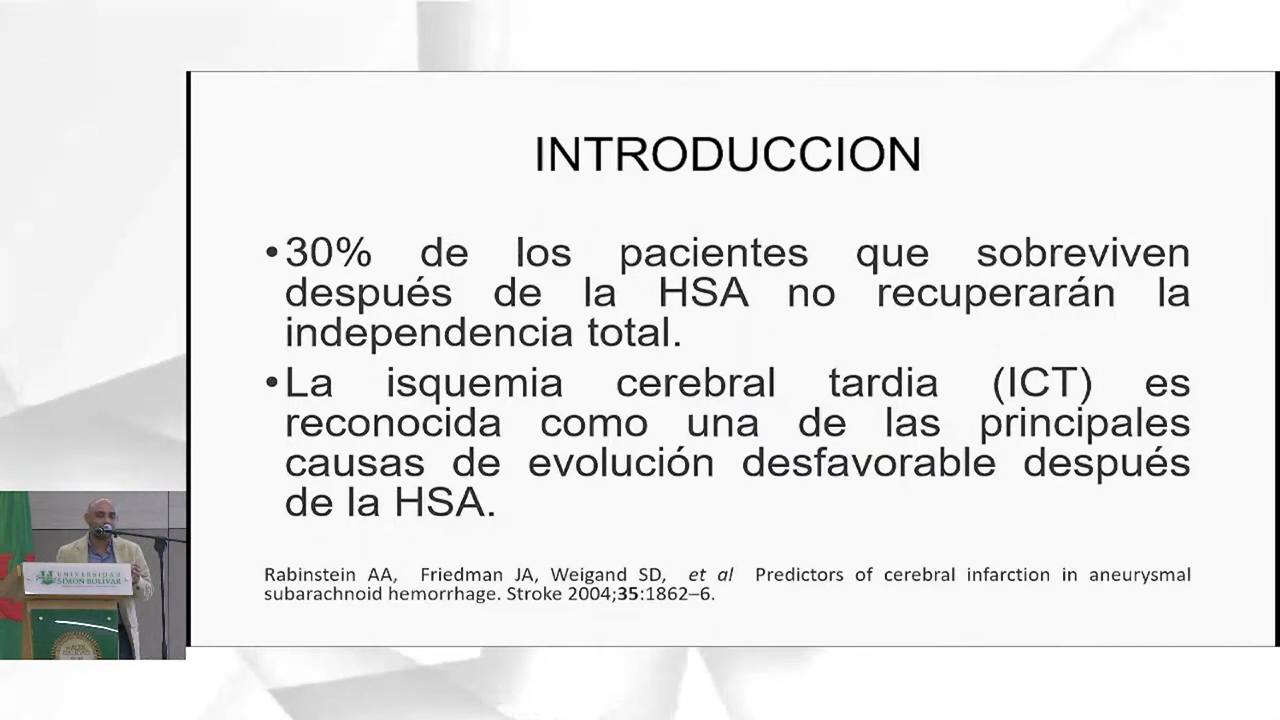 INTRODUCCION
•30% de los pacientes que sobreviven
después de la HSA no recuperarán la
independencia total.
•La isquemia cerebral tardia (ICT) es
reconocida como una de las principales
causas de evolución desfavorable después
de la HSA.
Rabinstein AA, Friedman JA, Weigand SD, et al Predictors of cerebral infarction in aneurysmal
subarachnoid hemorrhage. Stroke 2004;35:1862–6.
UNIVERSIDAD
SIMÓN BOLÍVAR